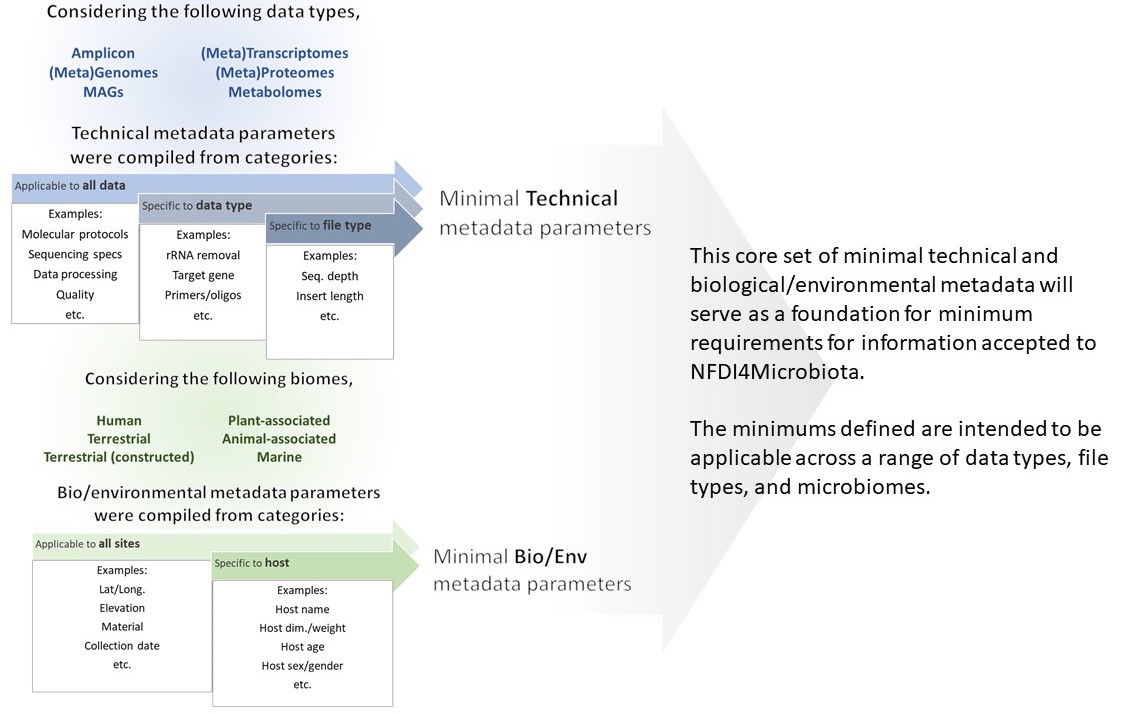 Considering the following data types,
Amplicon
(Meta)Genomes
MAGs
(Meta)Transcriptomes
(Meta)Proteomes
Metabolomes
Technical metadata parameters
were compiled from categories:
Applicable to all data
Examples:
Molecular protocols
Sequencing specs
Data processing
Quality
etc.
Specific to data type
Examples:
rRNA removal
Target gene
Primers/oligos
etc.
Specific to file type
Examples:
Seq. depth
Insert length
etc.
Minimal Technical
metadata parameters
Considering the following biomes,
Human
Terrestrial
Terrestrial (constructed)
Plant-associated
Animal-associated
Marine
Bio/environmental metadata parameters
were compiled from categories:
Applicable to all sites
Examples:
Lat/Long.
Elevation
Material
Collection date
etc.
Specific to host
Examples:
Host name
Host dim./weight
Host age
Host sex/gender
etc.
Minimal Bio/Env
metadata parameters
This core set of minimal technical and
biological/environmental metadata will
serve as a foundation for minimum
requirements for information accepted to
NFDI4Microbiota.
The minimums defined are intended to be
applicable across a range of data types, file
types, and microbiomes.